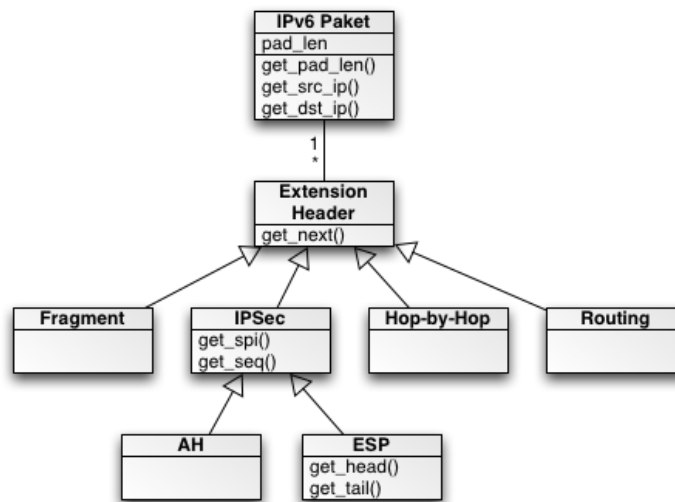 IPv6 Paket
pad_len
get_pad_len()
get_src_ip()
get_dst_ip()
1
*
Extension
Header
get_next()
Fragment
IPSec
get_spi()
get_seq()
Hop-by-Hop
Routing
AH
ESP
get_head()
get_tail()